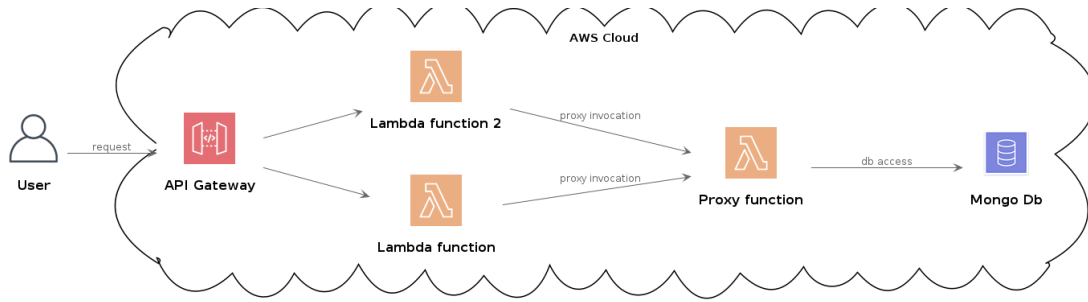 AWS Cloud
User
request
API Gateway
Lambda function 2
Lambda function
proxy invocation
proxy invocation
Proxy function
db access
Mongo Db